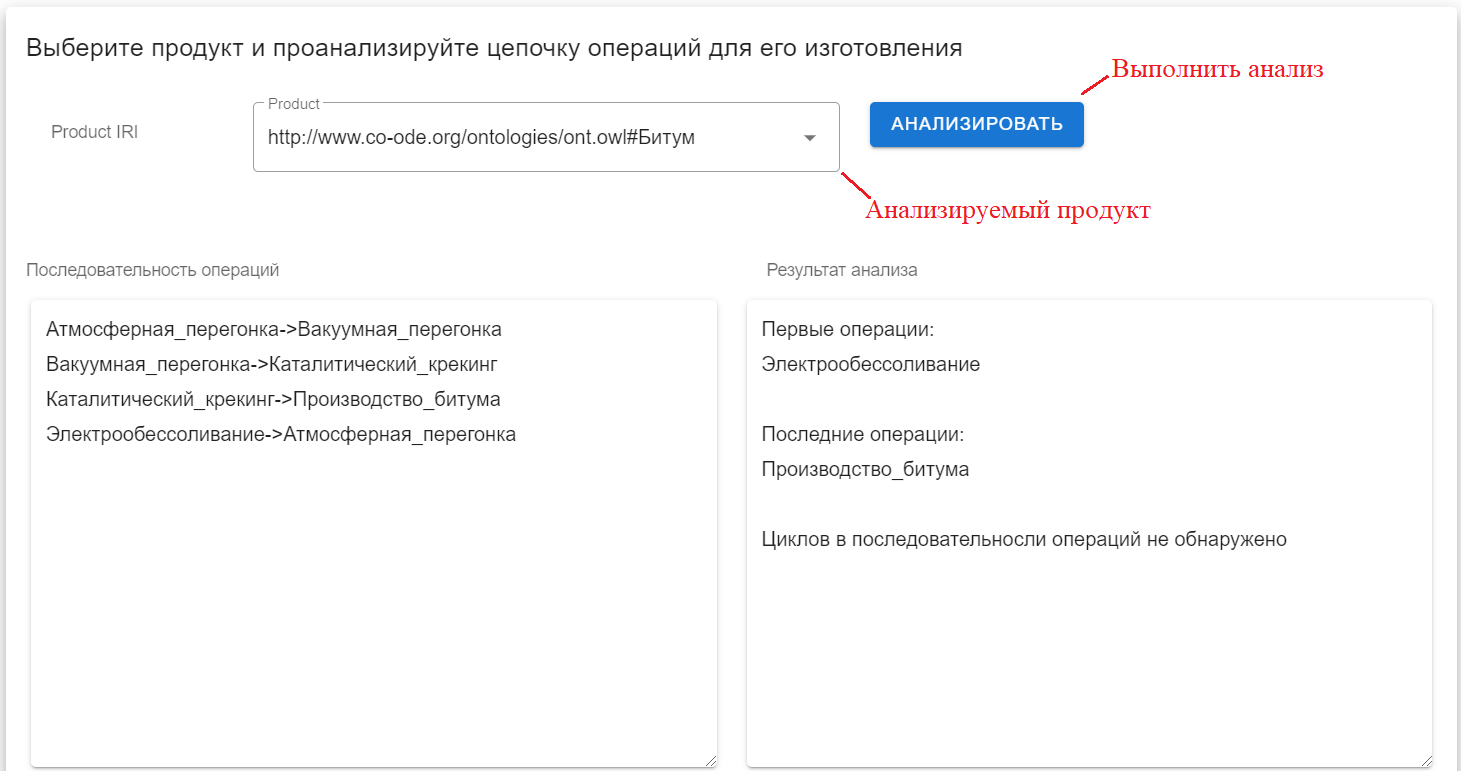 Выберите продукт и проанализируйте цепочку операций для его изготовления
Выполнить анализ
Product
Product IRI
http://www.co-ode.org/ontologies/ont.owl#Битум
АНАЛИЗИРОВАТЬ
Анализируемый продукт
Последовательность операций
Атмосферная_перегонка->Вакуумная_перегонка
Вакуумная_перегонка->Каталитический_крекинг
Каталитический_крекинг->Производство_битума
Электрообессоливание->Атмосферная_перегонка
Результат анализа
Первые операции:
Электрообессоливание
Последние операции:
Производство_битума
Циклов в последовательносли операций не обнаружено